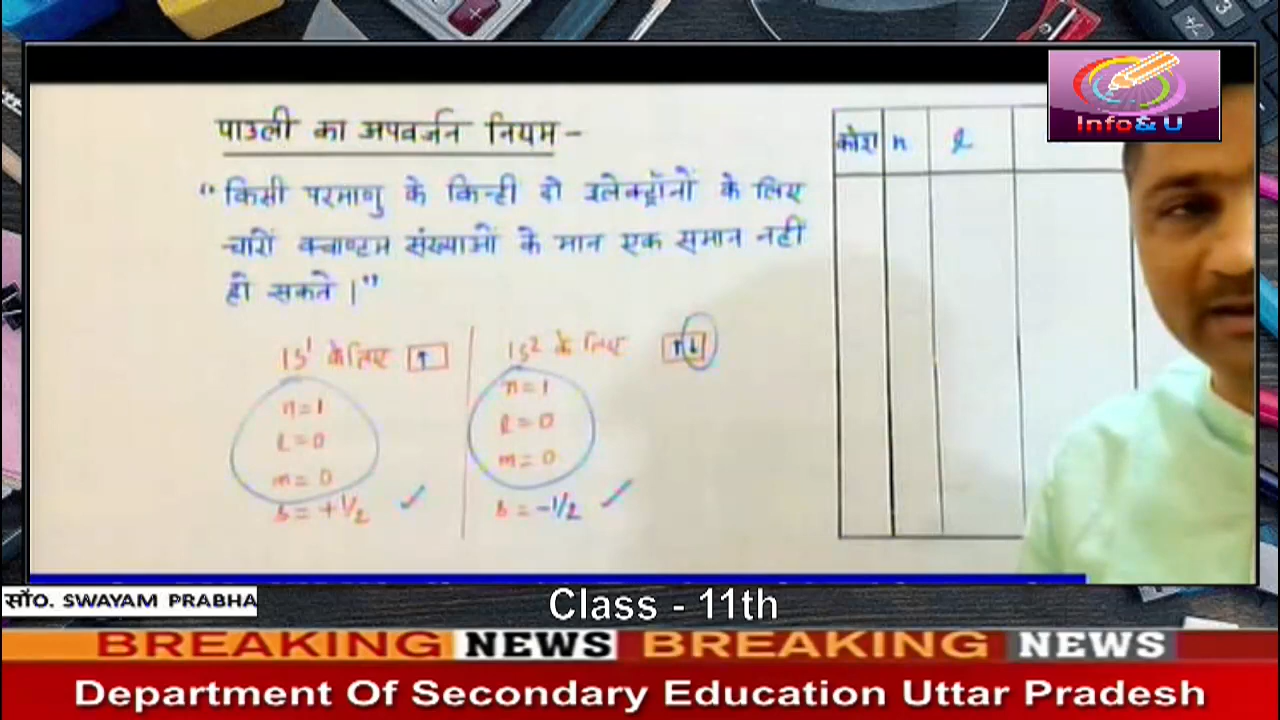 पाउली का अपवर्जन नियम –
"किसी परमाणु के किन्ही दो इलेक्ट्रॉनों के लिए
चारों क्वाण्टम संख्याओं के मान एक समान नहीं
हो सकते।"
1s¹ के लिए ↑
n = 1
l = 0
m = 0
s = +1/2
1s² के लिए ↑↓
n = 1
l = 0
m = 0
s = -1/2
कोश n l
Info & U
सौ0. SWAYAM PRABHA
Class - 11th
BREAKING NEWS BREAKING NEWS
Department Of Secondary Education Uttar Pradesh